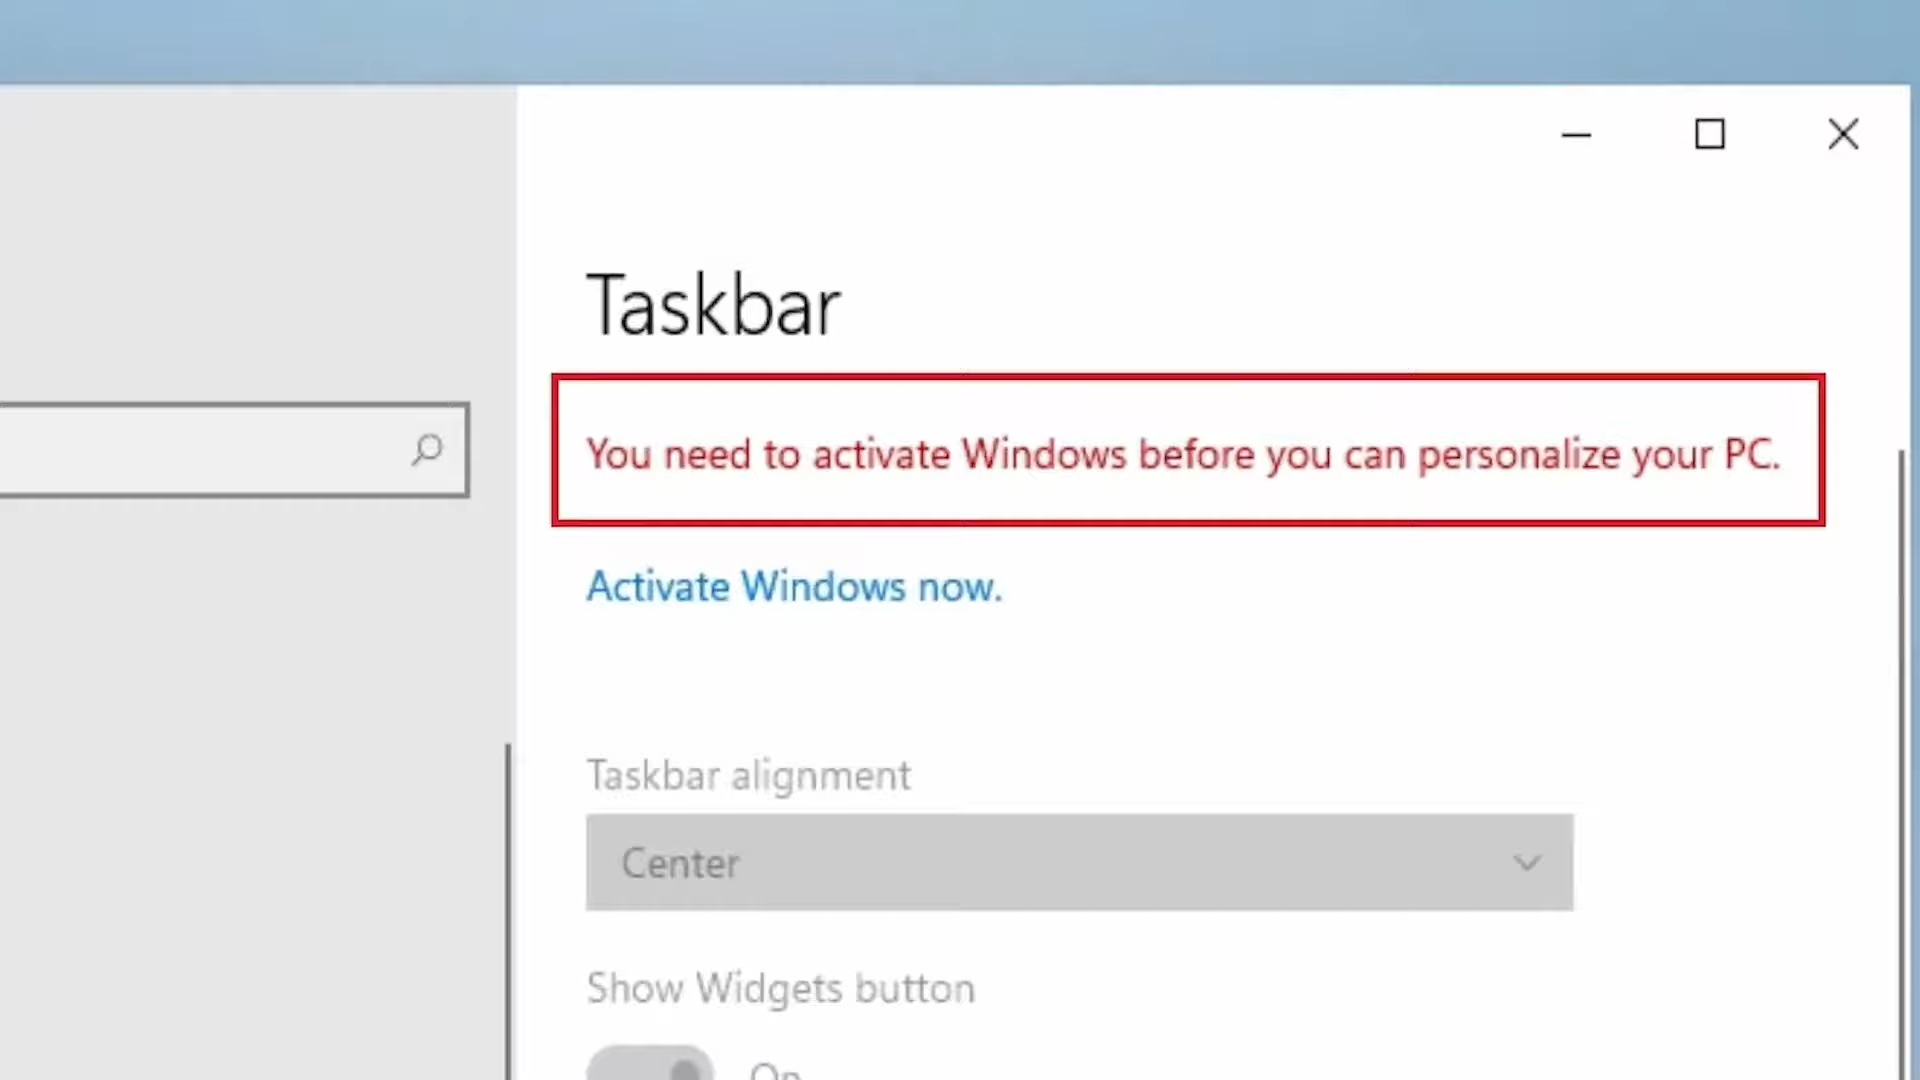 Taskbar
You need to activate Windows before you can personalize your PC.
Activate Windows now.
Taskbar alignment
Center
Show Widgets button
On